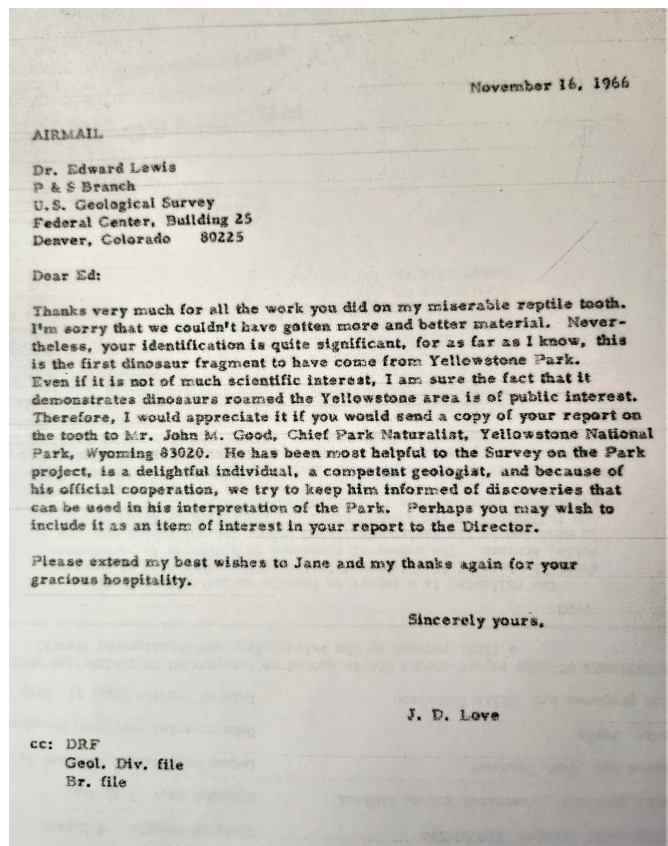 November 16, 1966
AIRMAIL
Dr. Edward Lewis
P & S Branch
U.S. Geological Survey
Federal Center, Building 25
Denver, Colorado 80225
Dear Ed:
Thanks very much for all the work you did on my miserable reptile tooth.
I'm sorry that we couldn't have gotten more and better material. Never-
theless, your identification is quite significant, for as far as I know, this
is the first dinosaur fragment to have come from Yellowstone Park.
Even if it is not of much scientific interest, I am sure the fact that it
demonstrates dinosaurs roamed the Yellowstone area is of public interest.
Therefore, I would appreciate it if you would send a copy of your report on
the tooth to Mr. John M. Good, Chief Park Naturalist, Yellowstone National
Park, Wyoming 83020. He has been most helpful to the Survey on the Park
project, is a delightful individual, a competent geologist, and because of
his official cooperation, we try to keep him informed of discoveries that
can be used in his interpretation of the Park. Perhaps you may wish to
include it as an item of interest in your report to the Director.
Please extend my best wishes to Jane and my thanks again for your
gracious hospitality.
Sincerely yours,
J. D. Love
cc: DRF
Geol. Div. file
Br. file